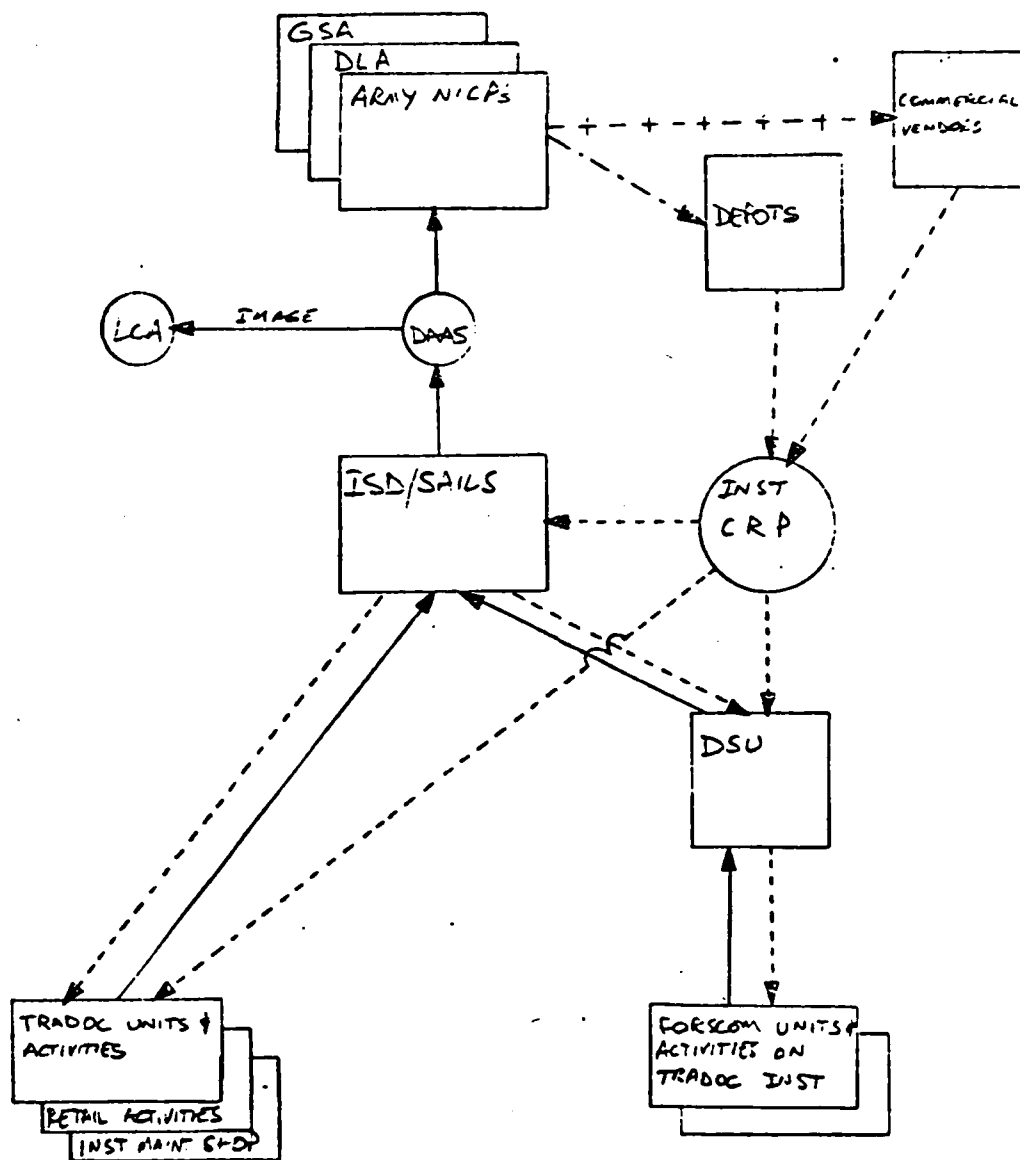 GSA
DLA
ARMY NICP's
COMMERCIAL
VENDORS
DEPOTS
LCA
IMAGE
DAAS
ISD/SAILS
INST
CRP
DSU
TRADOC UNITS &
ACTIVITIES
RETAIL ACTIVITIES
INST MAINT SHOP
FORSCOM UNITS &
ACTIVITIES ON
TRADOC INST